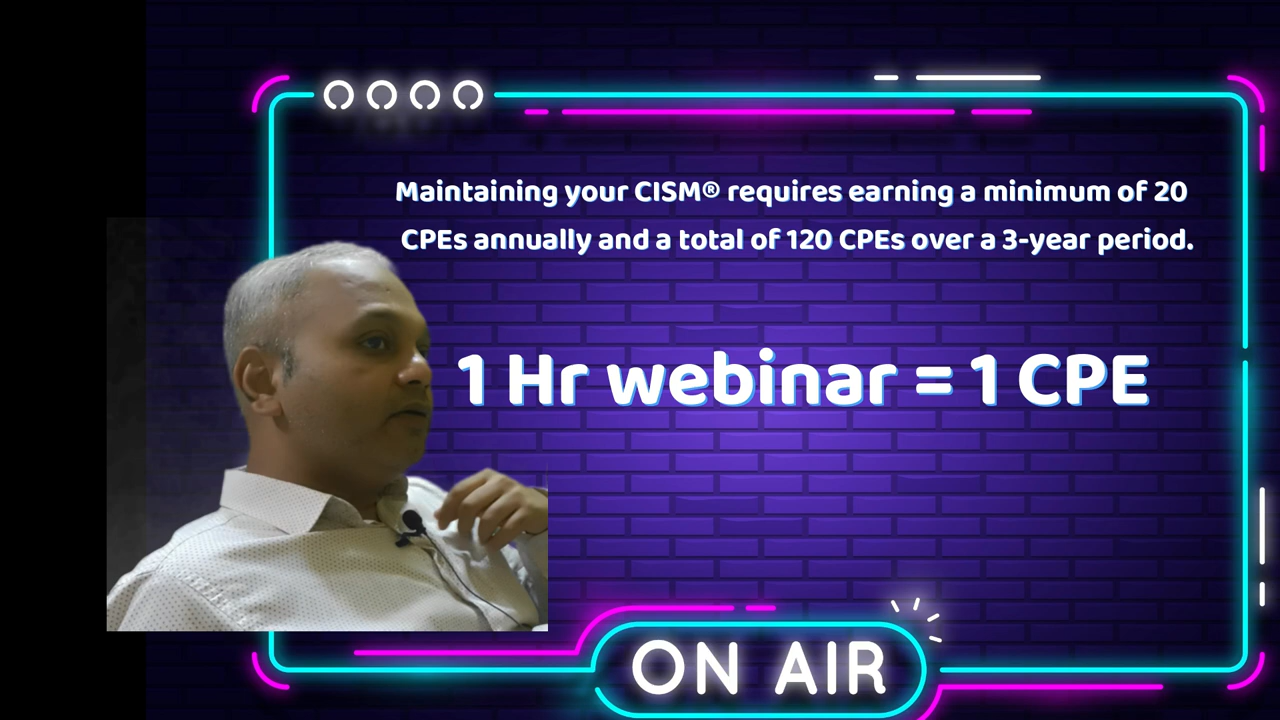 Maintaining your CISM® requires earning a minimum of 20
CPEs annually and a total of 120 CPEs over a 3-year period.
1 Hr webinar = 1 CPE
ON AIR